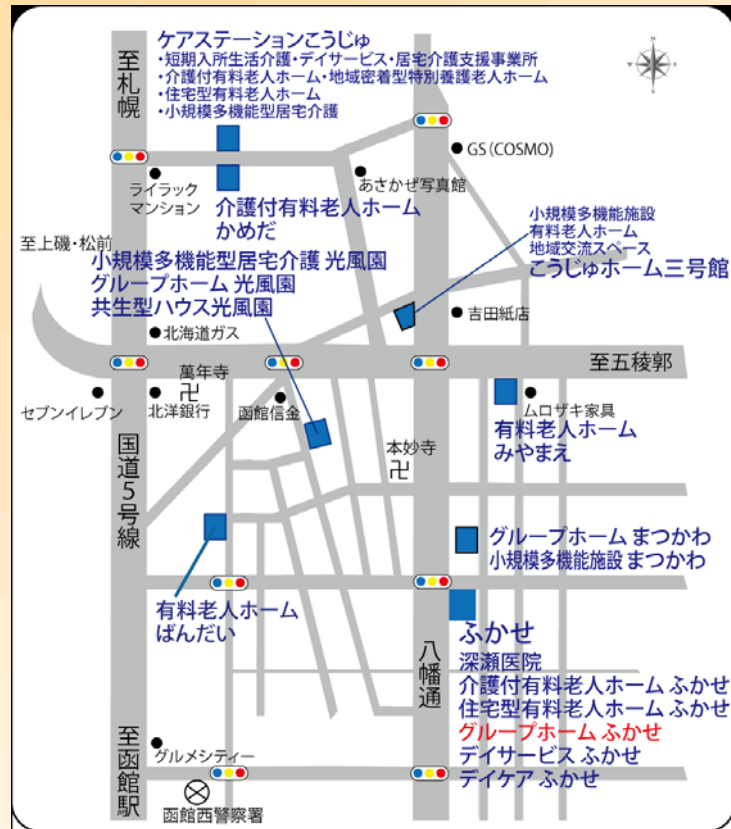 ケアステーションこうじゅ
・短期入所生活介護・デイサービス・居宅介護支援事業所
・介護付有料老人ホーム・地域密着型特別養護老人ホーム
・住宅型有料老人ホーム
・小規模多機能型居宅介護
至札幌
GS(COSMO)
あさかぜ写真館
ライラック
マンション
介護付有料老人ホーム
かめだ
小規模多機能施設
有料老人ホーム
地域交流スペース
こうじゅホーム三号館
至上磯・松前
小規模多機能型居宅介護 光風園
グループホーム 光風園
共生型ハウス光風園
吉田紙店
北海道ガス
至五稜郭
萬年寺
卍
セブンイレブン
北洋銀行
函館信金
ムロザキ家具
有料老人ホーム
みやまえ
本妙寺
卍
国道5号線
グループホーム まつかわ
小規模多機能施設 まつかわ
有料老人ホーム
ばんだい
八幡通
ふかせ
深瀬医院
介護付有料老人ホーム ふかせ
住宅型有料老人ホーム ふかせ
グループホーム ふかせ
デイサービス ふかせ
デイケア ふかせ
至函館駅
グルメシティー
函館西警察署